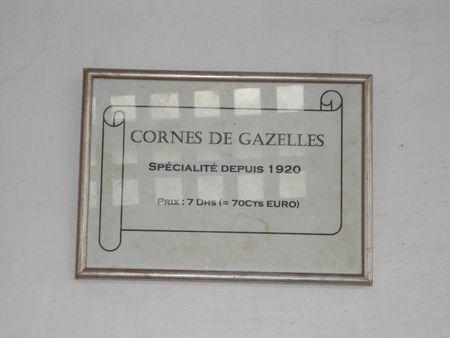 CORNES DE GAZELLES
SPÉCIALITÉ DEPUIS 1920
PRIX : 7 DHS (= 70CTS EURO)